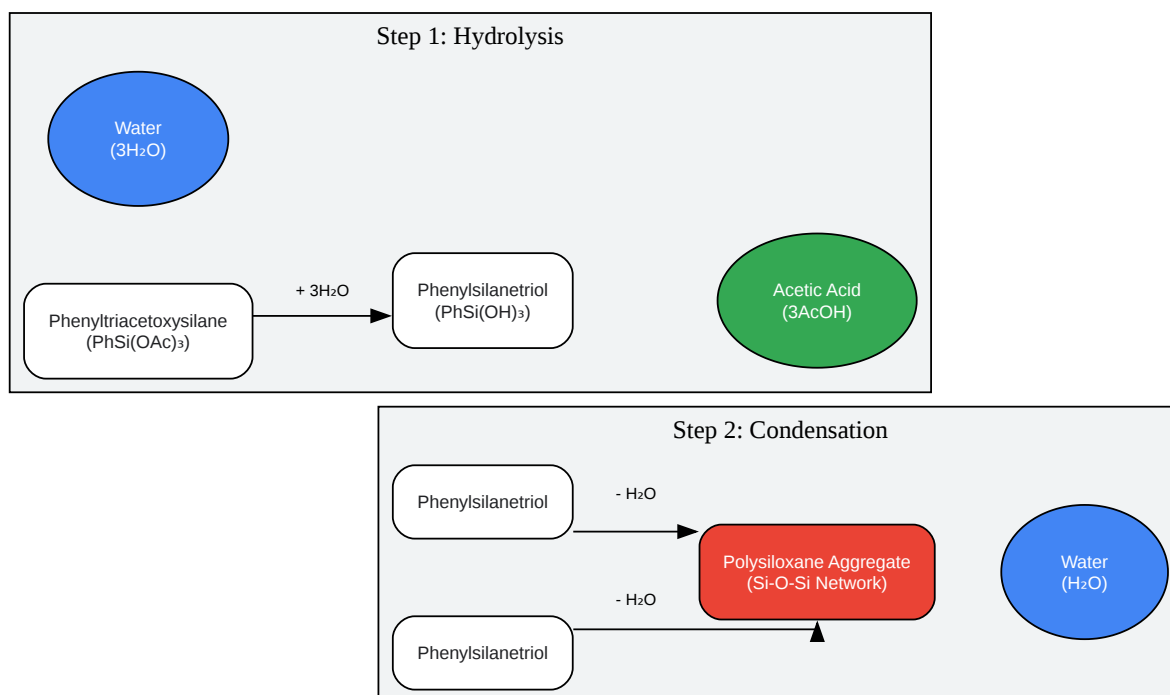 Step 1: Hydrolysis
Water
(3H₂O)
Phenyltriacetoxysilane
(PhSi(OAc)₃)
+ 3H₂O
Phenylsilanetriol
(PhSi(OH)₃)
Acetic Acid
(3AcOH)
Step 2: Condensation
Phenylsilanetriol
- H₂O
Polysiloxane Aggregate
(Si-O-Si Network)
Water
(H₂O)
- H₂O
Phenylsilanetriol